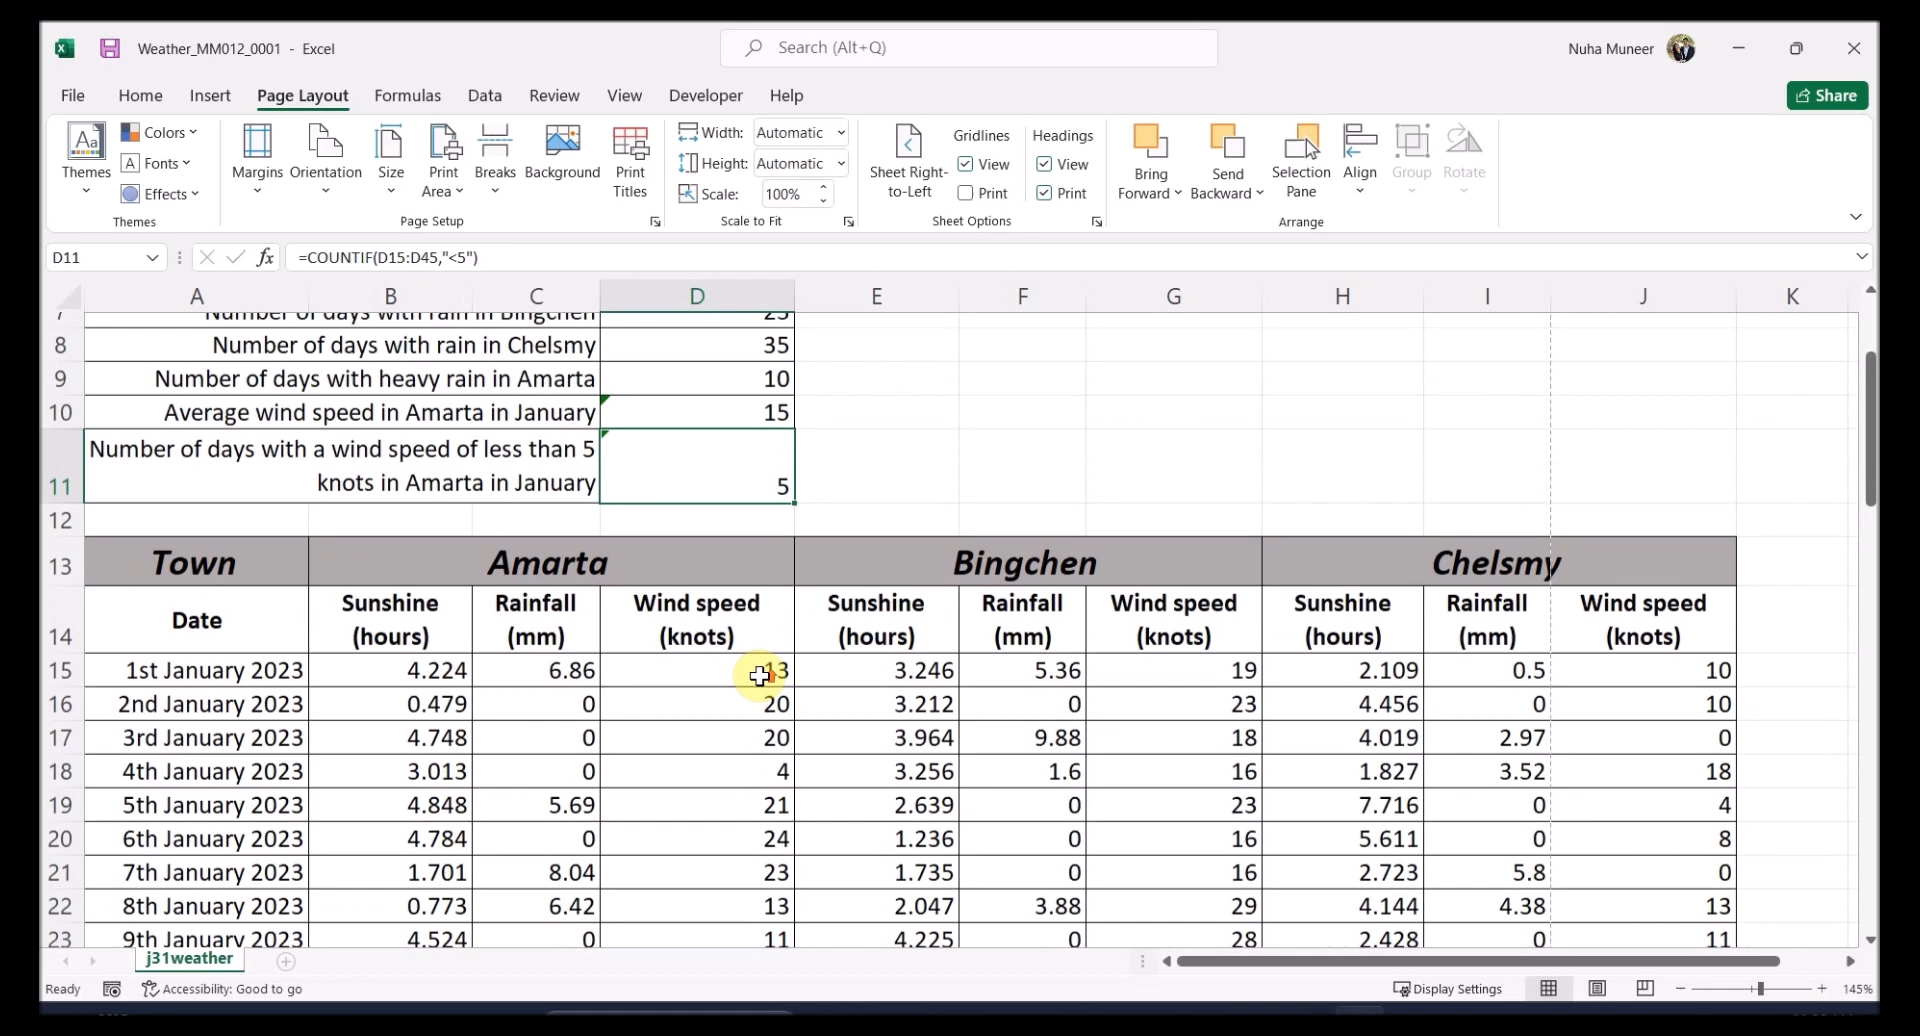 Weather_MM012_0001 - Excel
Search (Alt+Q)
Nuha Muneer
File Home Insert Page Layout Formulas Data Review View Developer Help
Share
Aa Themes
Colors
A Fonts
Effects
Themes
Margins
Orientation
Size
Print Area
Breaks
Background
Print Titles
Page Setup
Width: Automatic
Height: Automatic
Scale: 100%
Scale to Fit
Sheet Right-to-Left
Gridlines
View
Print
Headings
View
Print
Sheet Options
Bring Forward
Send Backward
Selection Pane
Align
Group
Rotate
Arrange
D11 fx =COUNTIF(D15:D45,"<5")
A B C D E F G H I J K
7 Number of days with rain in Bingchen 25
8 Number of days with rain in Chelsmy 35
9 Number of days with heavy rain in Amarta 10
10 Average wind speed in Amarta in January 15
Number of days with a wind speed of less than 5
11 knots in Amarta in January 5
12
13 Town Amarta Bingchen Chelsmy
Date Sunshine Rainfall Wind speed Sunshine Rainfall Wind speed Sunshine Rainfall Wind speed
14 (hours) (mm) (knots) (hours) (mm) (knots) (hours) (mm) (knots)
15 1st January 2023 4.224 6.86 13 3.246 5.36 19 2.109 0.5 10
16 2nd January 2023 0.479 0 20 3.212 0 23 4.456 0 10
17 3rd January 2023 4.748 0 20 3.964 9.88 18 4.019 2.97 0
18 4th January 2023 3.013 0 4 3.256 1.6 16 1.827 3.52 18
19 5th January 2023 4.848 5.69 21 2.639 0 23 7.716 0 4
20 6th January 2023 4.784 0 24 1.236 0 16 5.611 0 8
21 7th January 2023 1.701 8.04 23 1.735 0 16 2.723 5.8 0
22 8th January 2023 0.773 6.42 13 2.047 3.88 29 4.144 4.38 13
23 9th January 2023 4.524 0 11 4.225 0 28 2.428 0 11
j31weather
Ready Accessibility: Good to go Display Settings 145%